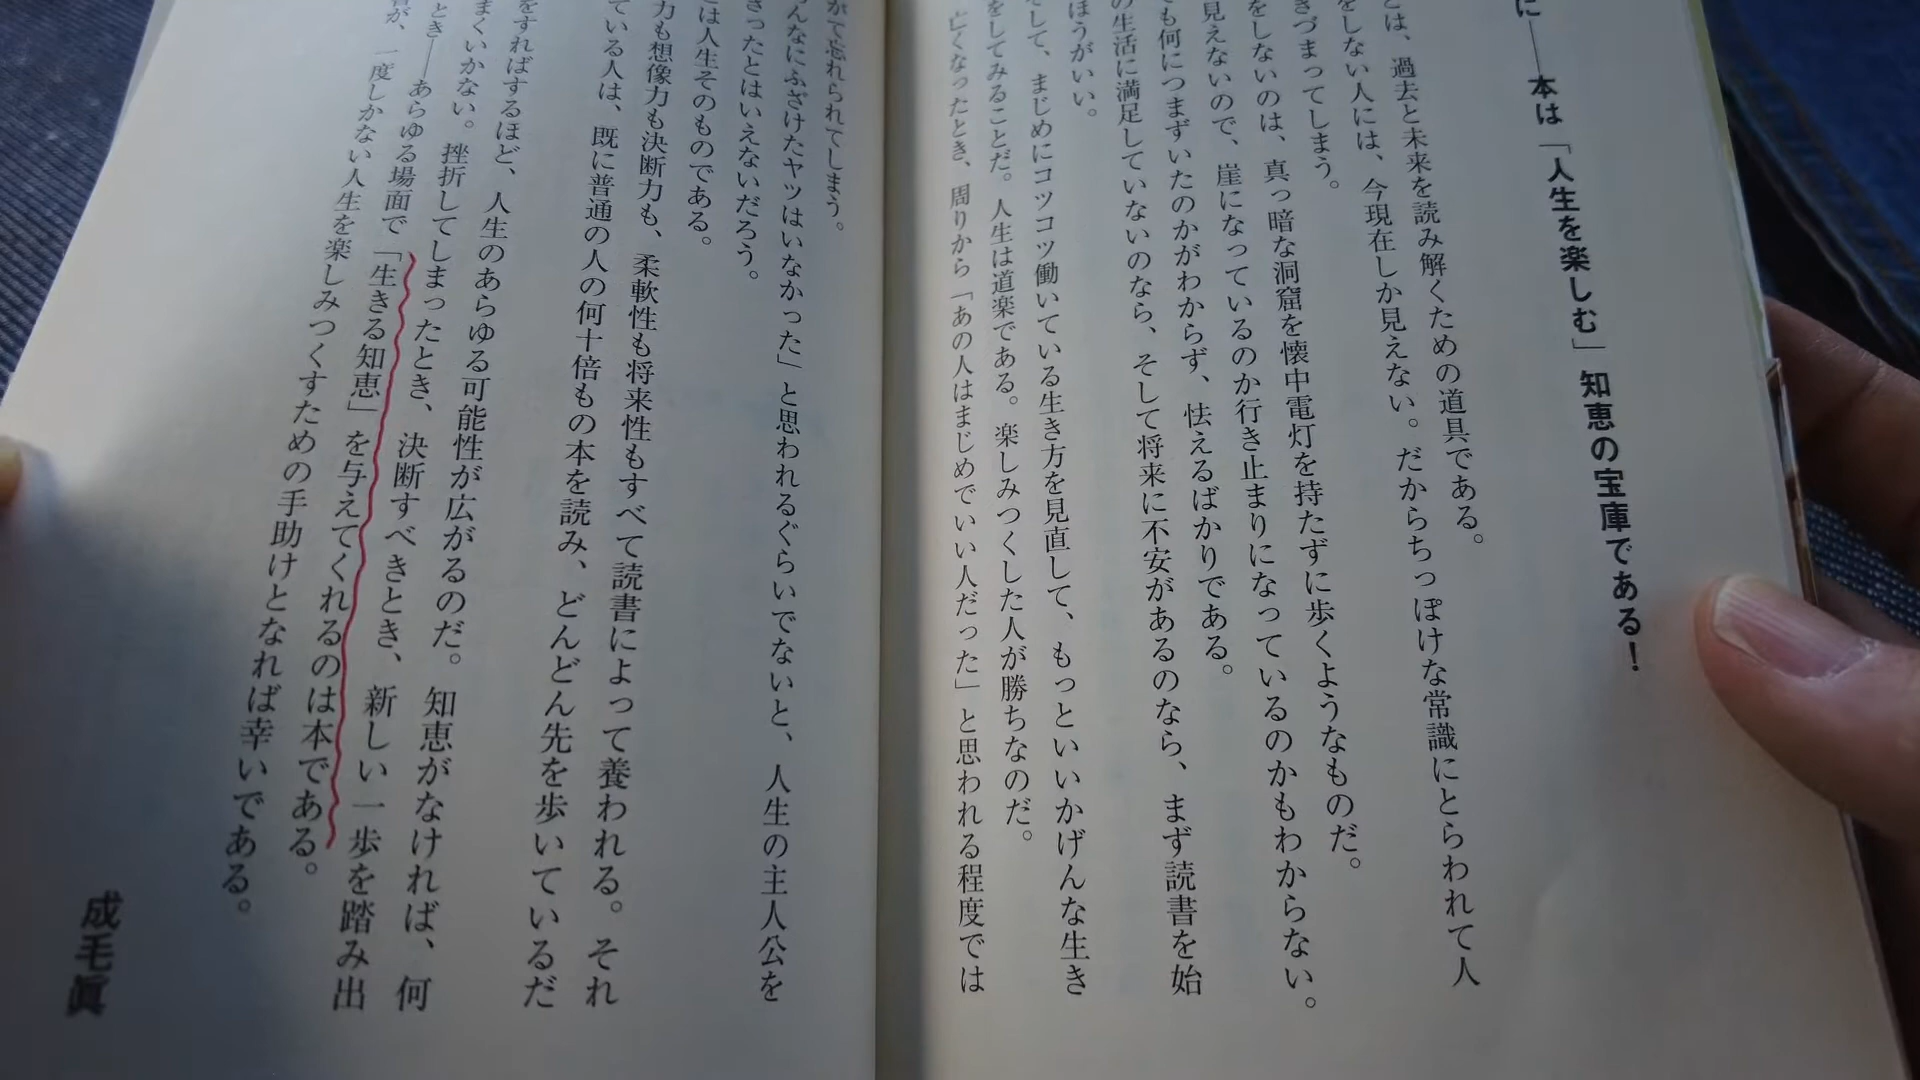 に――本は「人生を楽しむ」知恵の宝庫である！
とは、過去と未来を読み解くための道具である。
をしない人には、今現在しか見えない。だからちっぽけな常識にとらわれて人
きづまってしまう。
をしないのは、真っ暗な洞窟を懐中電灯を持たずに歩くようなものだ。
見えないので、崖になっているのか行き止まりになっているのかもわからない。
ても何につまずいたのかがわからず、怯えるばかりである。
の生活に満足していないのなら、そして将来に不安があるのなら、まず読書を始
ほうがいい。
そして、まじめにコツコツ働いている生き方を見直して、もっといいかげんな生き
をしてみることだ。人生は道楽である。楽しみつくした人が勝ちなのだ。
亡くなったとき、周りから「あの人はまじめでいい人だった」と思われる程度では
がて忘れられてしまう。
んなにふざけたヤツはいなかった」と思われるぐらいでないと、人生の主人公を
きったとはいえないだろう。
とは人生そのものである。
力も想像力も決断力も、柔軟性も将来性もすべて読書によって養われる。それ
ている人は、既に普通の人の何十倍もの本を読み、どんどん先を歩いているだ
をすればするほど、人生のあらゆる可能性が広がるのだ。知恵がなければ、何
まくいかない。挫折してしまったとき、決断すべきとき、新しい一歩を踏み出
とき――あらゆる場面で「生きる知恵」を与えてくれるのは本である。
が、一度しかない人生を楽しみつくすための手助けとなれば幸いである。
成毛眞